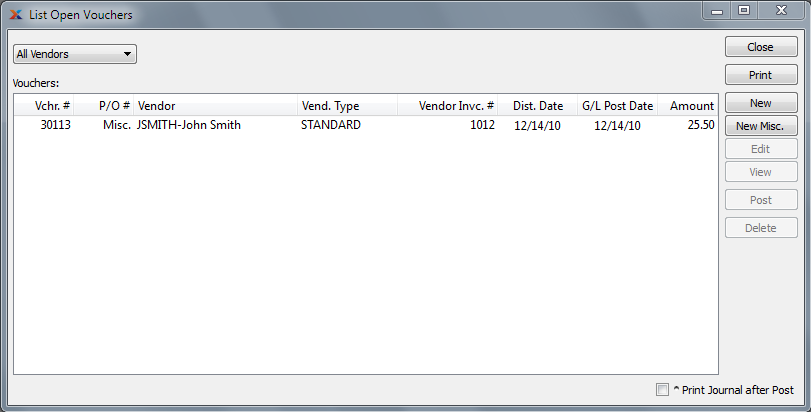 List Open Vouchers
All Vendors
Close
Vouchers:
Print
Vchr. # P/O # Vendor Vend. Type Vendor Invc. # Dist. Date G/L Post Date Amount
New
30113 Misc. JSMITH-John Smith STANDARD 1012 12/14/10 12/14/10 25.50
New Misc.
Edit
View
Post
Delete
^ Print Journal after Post